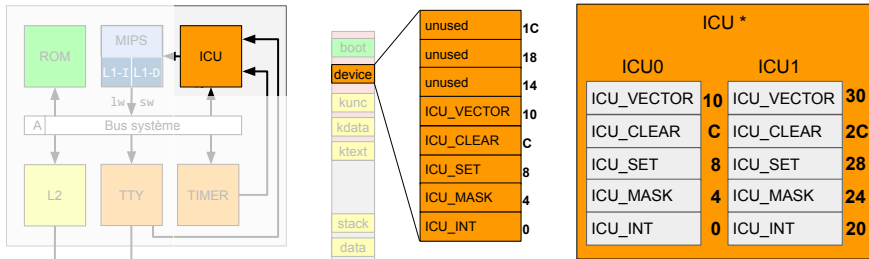 ROM
MIPS
L1-I L1-D
ICU
lw sw
A Bus système
L2
TTY
TIMER
boot
device
kunc
kdata
ktext
stack
data
unused 1C
unused 18
unused 14
ICU_VECTOR 10
ICU_CLEAR C
ICU_SET 8
ICU_MASK 4
ICU_INT 0
ICU *
ICU0 ICU1
ICU_VECTOR 10 ICU_VECTOR 30
ICU_CLEAR C ICU_CLEAR 2C
ICU_SET 8 ICU_SET 28
ICU_MASK 4 ICU_MASK 24
ICU_INT 0 ICU_INT 20